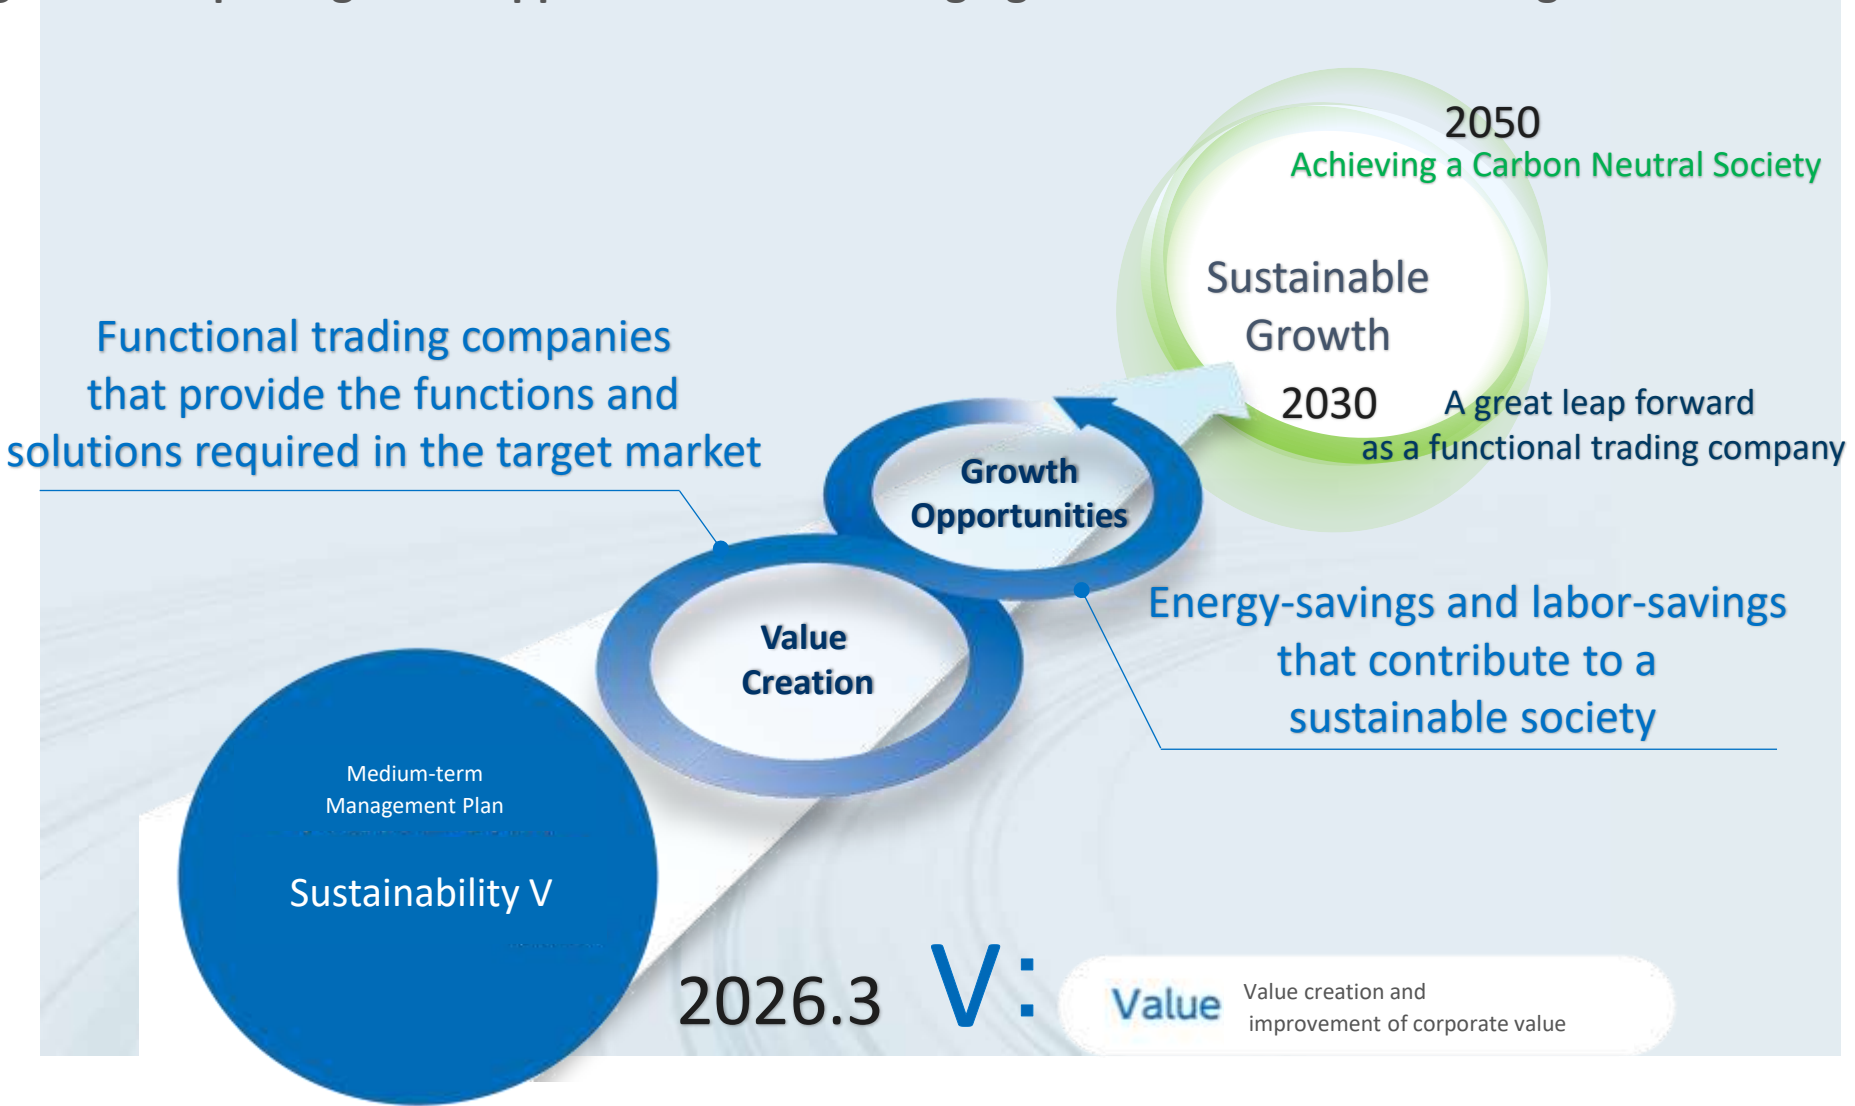 2050
Achieving a Carbon Neutral Society
Sustainable
Growth
2030
A great leap forward
as a functional trading company
Functional trading companies
that provide the functions and
solutions required in the target market
Growth
Opportunities
Energy-savings and labor-savings
that contribute to a
sustainable society
Value
Creation
Medium-term
Management Plan
Sustainability V
2026.3
V:
Value
Value creation and
improvement of corporate value